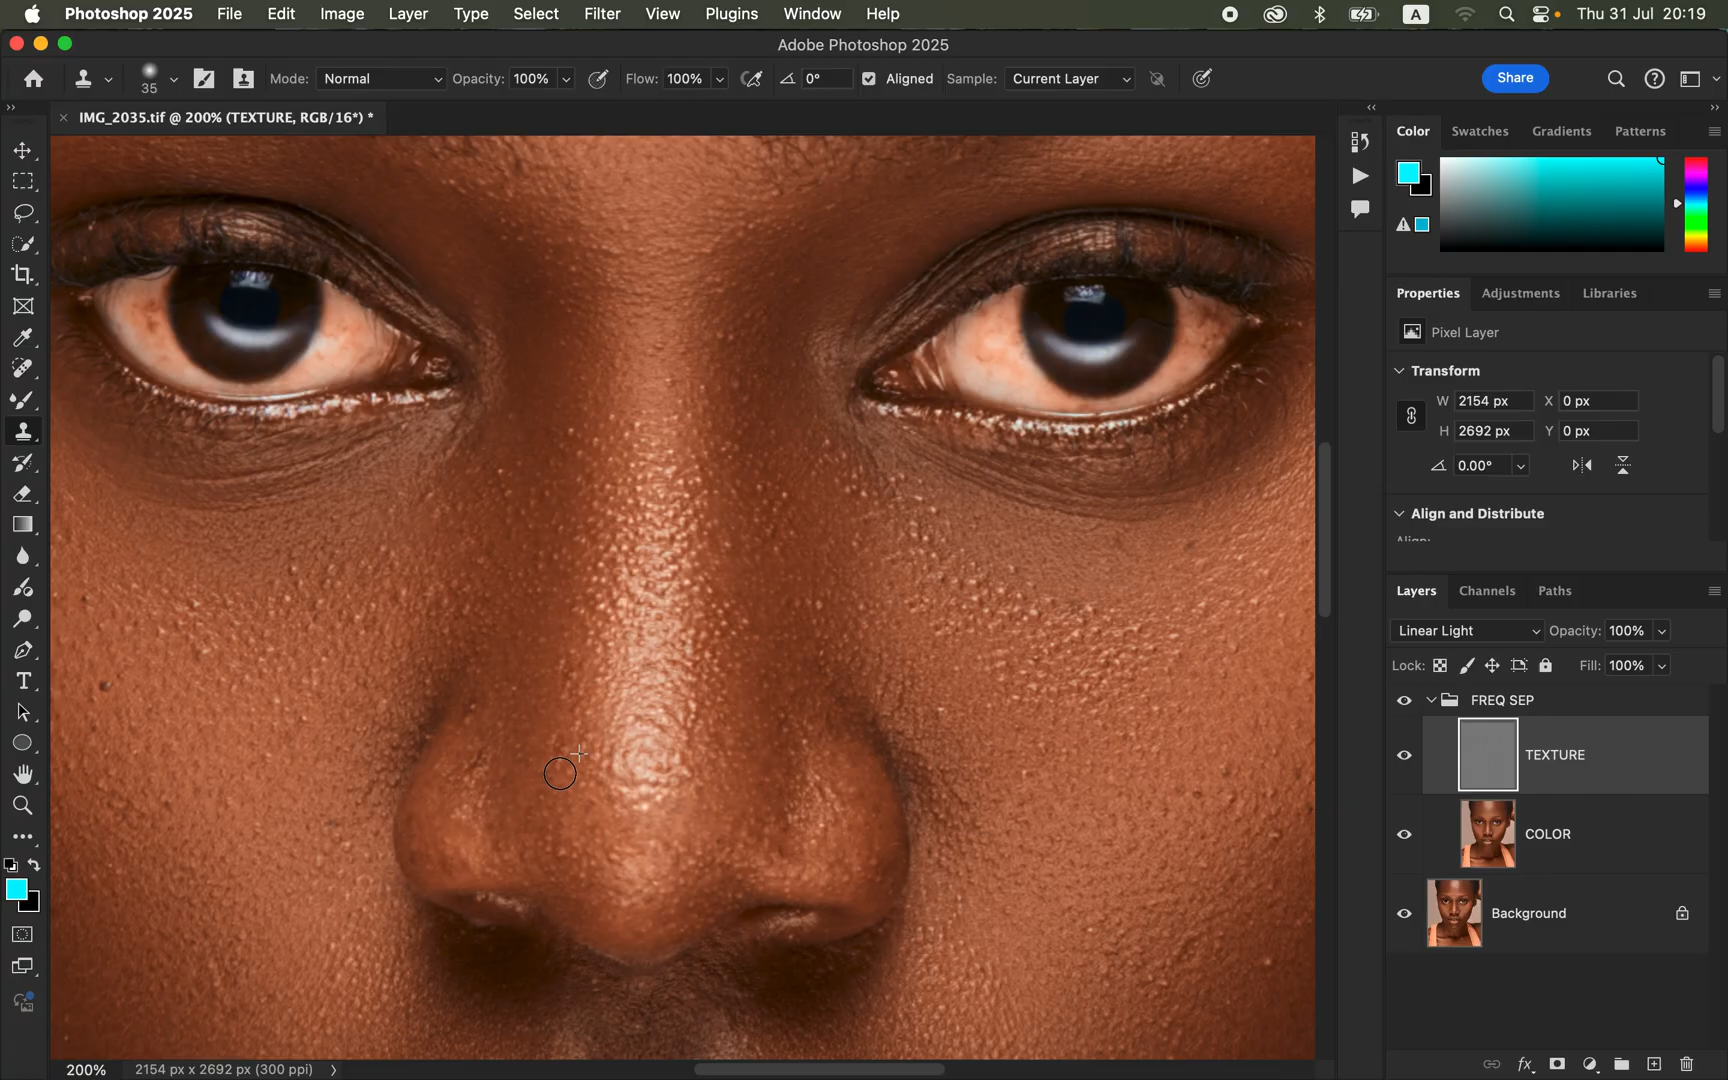 Photoshop 2025 File Edit Image Layer Type Select Filter View Plugins Window Help A Thu 31 Jul 20:19
Adobe Photoshop 2025
35 Mode: Normal Opacity: 100% Flow: 100% 0° Aligned Sample: Current Layer Share
IMG_2035.tif @ 200% (TEXTURE, RGB/16*) *
Color Swatches Gradients Patterns
Properties Adjustments Libraries
Pixel Layer
Transform
W 2154 px X 0 px
H 2692 px Y 0 px
0.00°
Align and Distribute
Align:
Layers Channels Paths
Linear Light Opacity: 100%
Lock: Fill: 100%
FREQ SEP
TEXTURE
COLOR
Background
200% 2154 px x 2692 px (300 ppi)